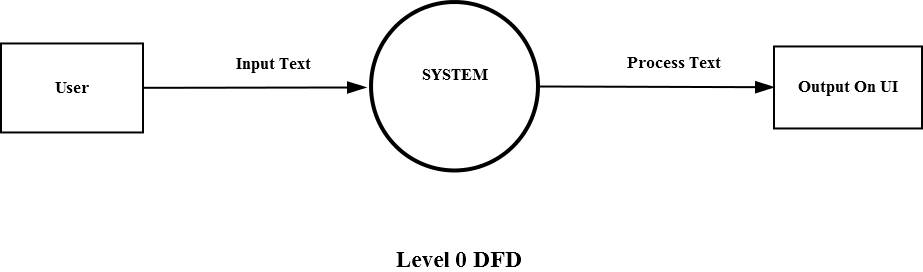 User
Input Text
SYSTEM
Process Text
Output On UI
Level 0 DFD